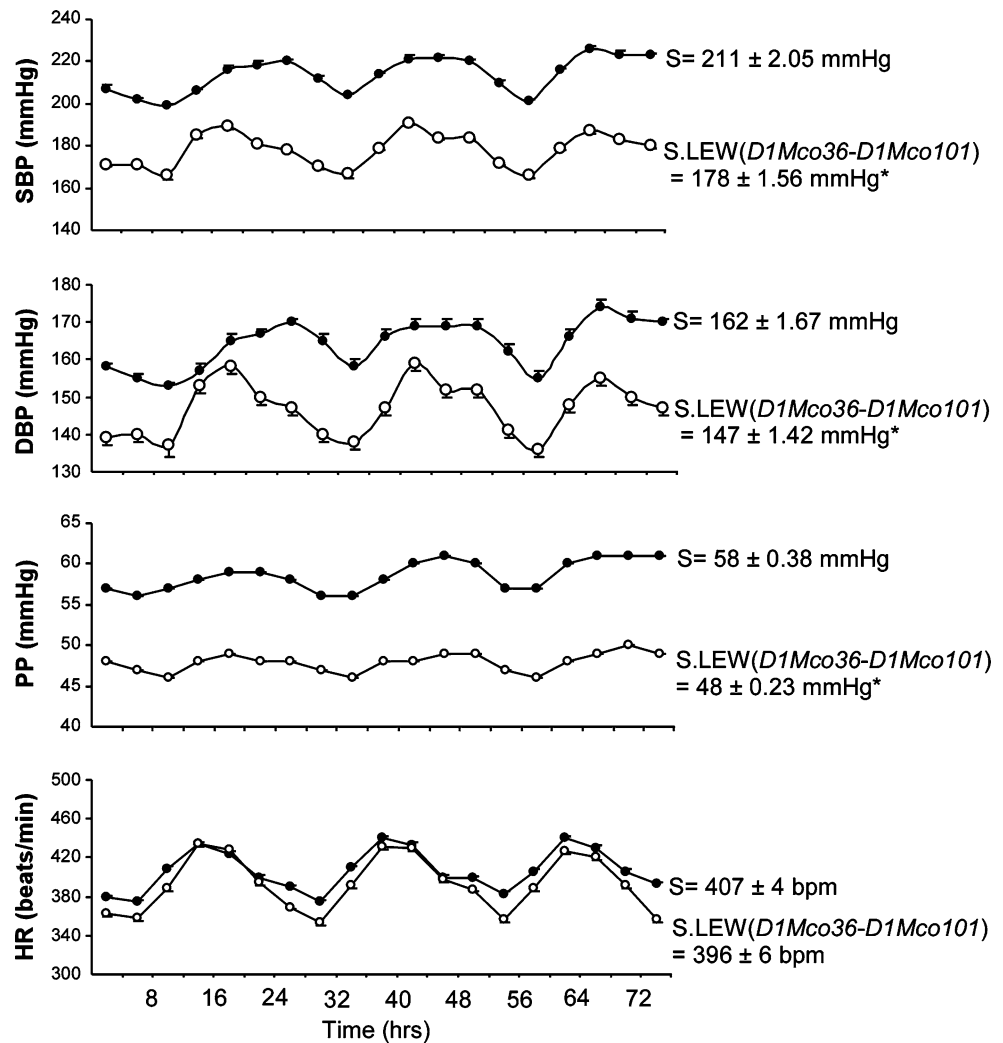 SBP (mmHg)
240
220
200
180
160
140
S= 211 ± 2.05 mmHg
S.LEW(D1Mco36-D1Mco101)
= 178 ± 1.56 mmHg*
DBP (mmHg)
180
170
160
150
140
130
S= 162 ± 1.67 mmHg
S.LEW(D1Mco36-D1Mco101)
= 147 ± 1.42 mmHg*
PP (mmHg)
65
60
55
50
45
40
S= 58 ± 0.38 mmHg
S.LEW(D1Mco36-D1Mco101)
= 48 ± 0.23 mmHg*
HR (beats/min)
500
460
420
380
340
300
S= 407 ± 4 bpm
S.LEW(D1Mco36-D1Mco101)
= 396 ± 6 bpm
8 16 24 32 40 48 56 64 72
Time (hrs)